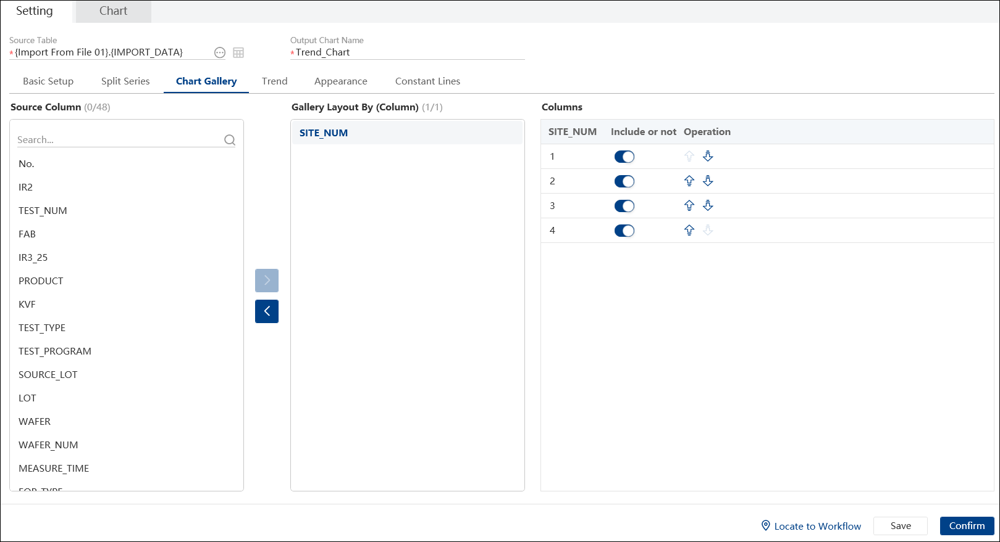 Setting
Chart
Source Table
Output Chart Name
*{Import From File 01}.{IMPORT_DATA}
*Trend_Chart
Basic Setup
Split Series
Chart Gallery
Trend
Appearance
Constant Lines
Source Column (0/48)
Search...
No.
IR2
TEST_NUM
FAB
IR3_25
PRODUCT
KVF
TEST_TYPE
TEST_PROGRAM
SOURCE_LOT
LOT
WAFER
WAFER_NUM
MEASURE_TIME
Gallery Layout By (Column) (1/1)
SITE_NUM
Columns
SITE_NUM Include or not Operation
1
2
3
4
Locate to Workflow
Save
Confirm